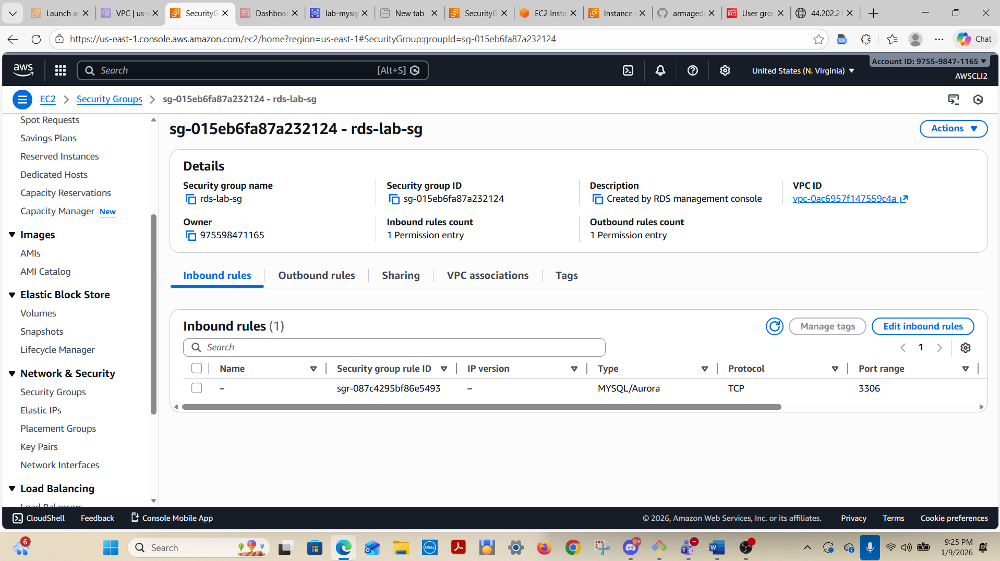 Launch ar
VPC | us-e
SecurityG
Dashboar
lab-mysq
New tab
SecurityG
EC2 Insta
Instance
armagedo
User grou
44.202.21
https://us-east-1.console.aws.amazon.com/ec2/home?region=us-east-1#SecurityGroup:groupId=sg-015eb6fa87a232124
Chat
aws
Search
[Alt+S]
United States (N. Virginia)
Account ID: 9755-9847-1165
AWSCLI2
EC2
Security Groups
sg-015eb6fa87a232124 - rds-lab-sg
Spot Requests
Savings Plans
Reserved Instances
Dedicated Hosts
Capacity Reservations
Capacity Manager New
Images
AMIs
AMI Catalog
Elastic Block Store
Volumes
Snapshots
Lifecycle Manager
Network & Security
Security Groups
Elastic IPs
Placement Groups
Key Pairs
Network Interfaces
Load Balancing
Load Balancers
sg-015eb6fa87a232124 - rds-lab-sg
Actions
Details
Security group name
rds-lab-sg
Security group ID
sg-015eb6fa87a232124
Description
Created by RDS management console
VPC ID
vpc-0ac6957f147559c4a
Owner
975598471165
Inbound rules count
1 Permission entry
Outbound rules count
1 Permission entry
Inbound rules
Outbound rules
Sharing
VPC associations
Tags
Inbound rules (1)
Manage tags
Edit inbound rules
Search
1
Name Security group rule ID IP version Type Protocol Port range
– sgr-087c4295bf86e5493 – MYSQL/Aurora TCP 3306
CloudShell
Feedback
Console Mobile App
© 2026, Amazon Web Services, Inc. or its affiliates.
Privacy
Terms
Cookie preferences
6
Search
DELL
9+
9:25 PM
1/9/2026